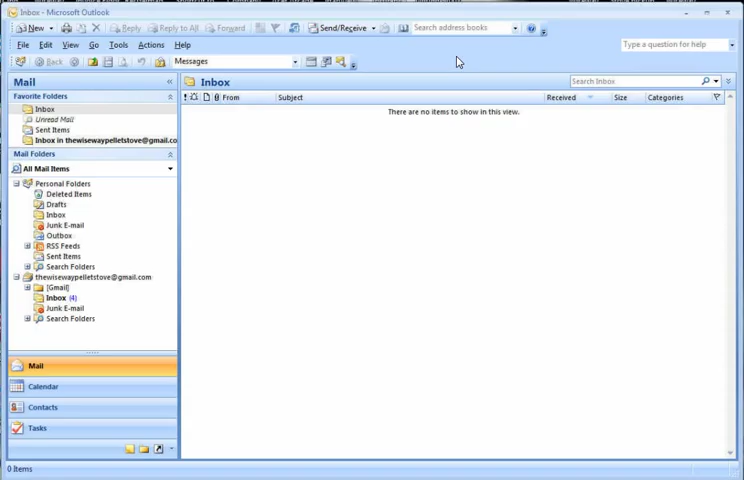 Inbox - Microsoft Outlook
New Reply Reply to All Forward Send/Receive Search address books
File Edit View Go Tools Actions Help Type a question for help
Back Messages
Mail
Favorite Folders
Inbox
Unread Mail
Sent Items
Inbox in thewisewaypelletstove@gmail.co
Mail Folders
All Mail Items
Personal Folders
Deleted Items
Drafts
Inbox
Junk E-mail
Outbox
RSS Feeds
Sent Items
Search Folders
thewisewaypelletstove@gmail.com
[Gmail]
Inbox (4)
Junk E-mail
Search Folders
Mail
Calendar
Contacts
Tasks
Inbox Search Inbox
From Subject Received Size Categories
There are no items to show in this view.
0 Items